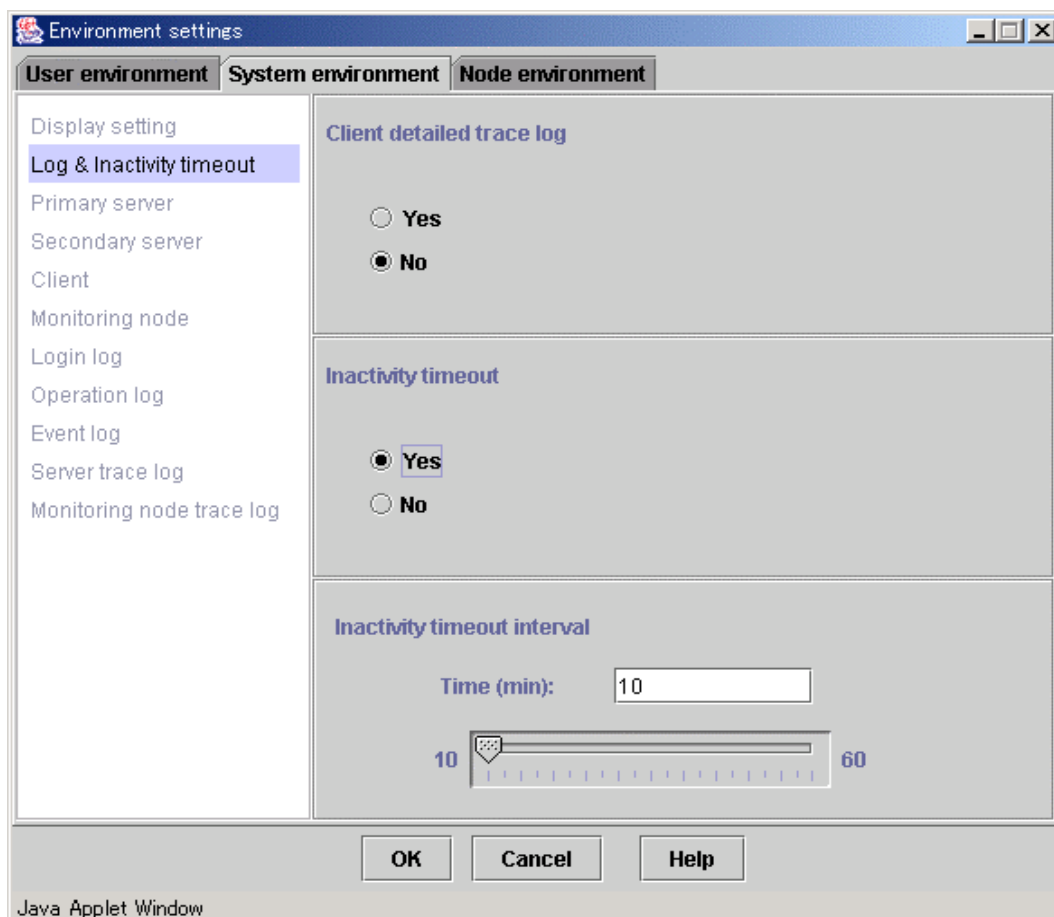 Environment settings
User environment System environment Node environment
Display setting
Log & Inactivity timeout
Primary server
Secondary server
Client
Monitoring node
Login log
Operation log
Event log
Server trace log
Monitoring node trace log
Client detailed trace log
Yes
No
Inactivity timeout
Yes
No
Inactivity timeout interval
Time (min): 10
10 60
OK Cancel Help
Java Applet Window